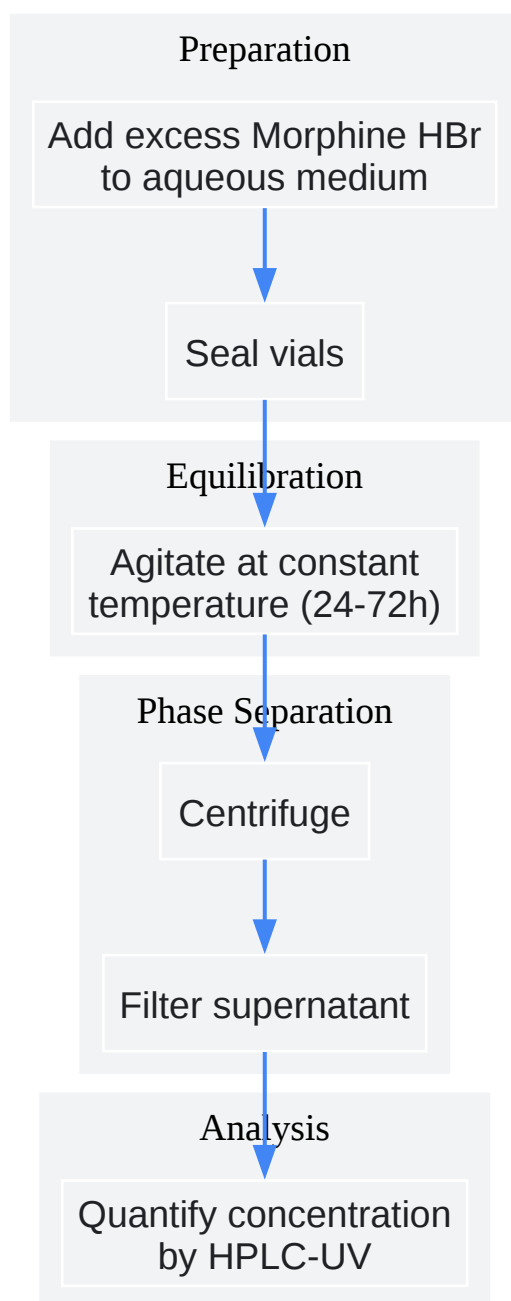 Preparation
Add excess Morphine HBr
to aqueous medium
Seal vials
Equilibration
Agitate at constant
temperature (24-72h)
Phase Separation
Centrifuge
Filter supernatant
Analysis
Quantify concentration
by HPLC-UV